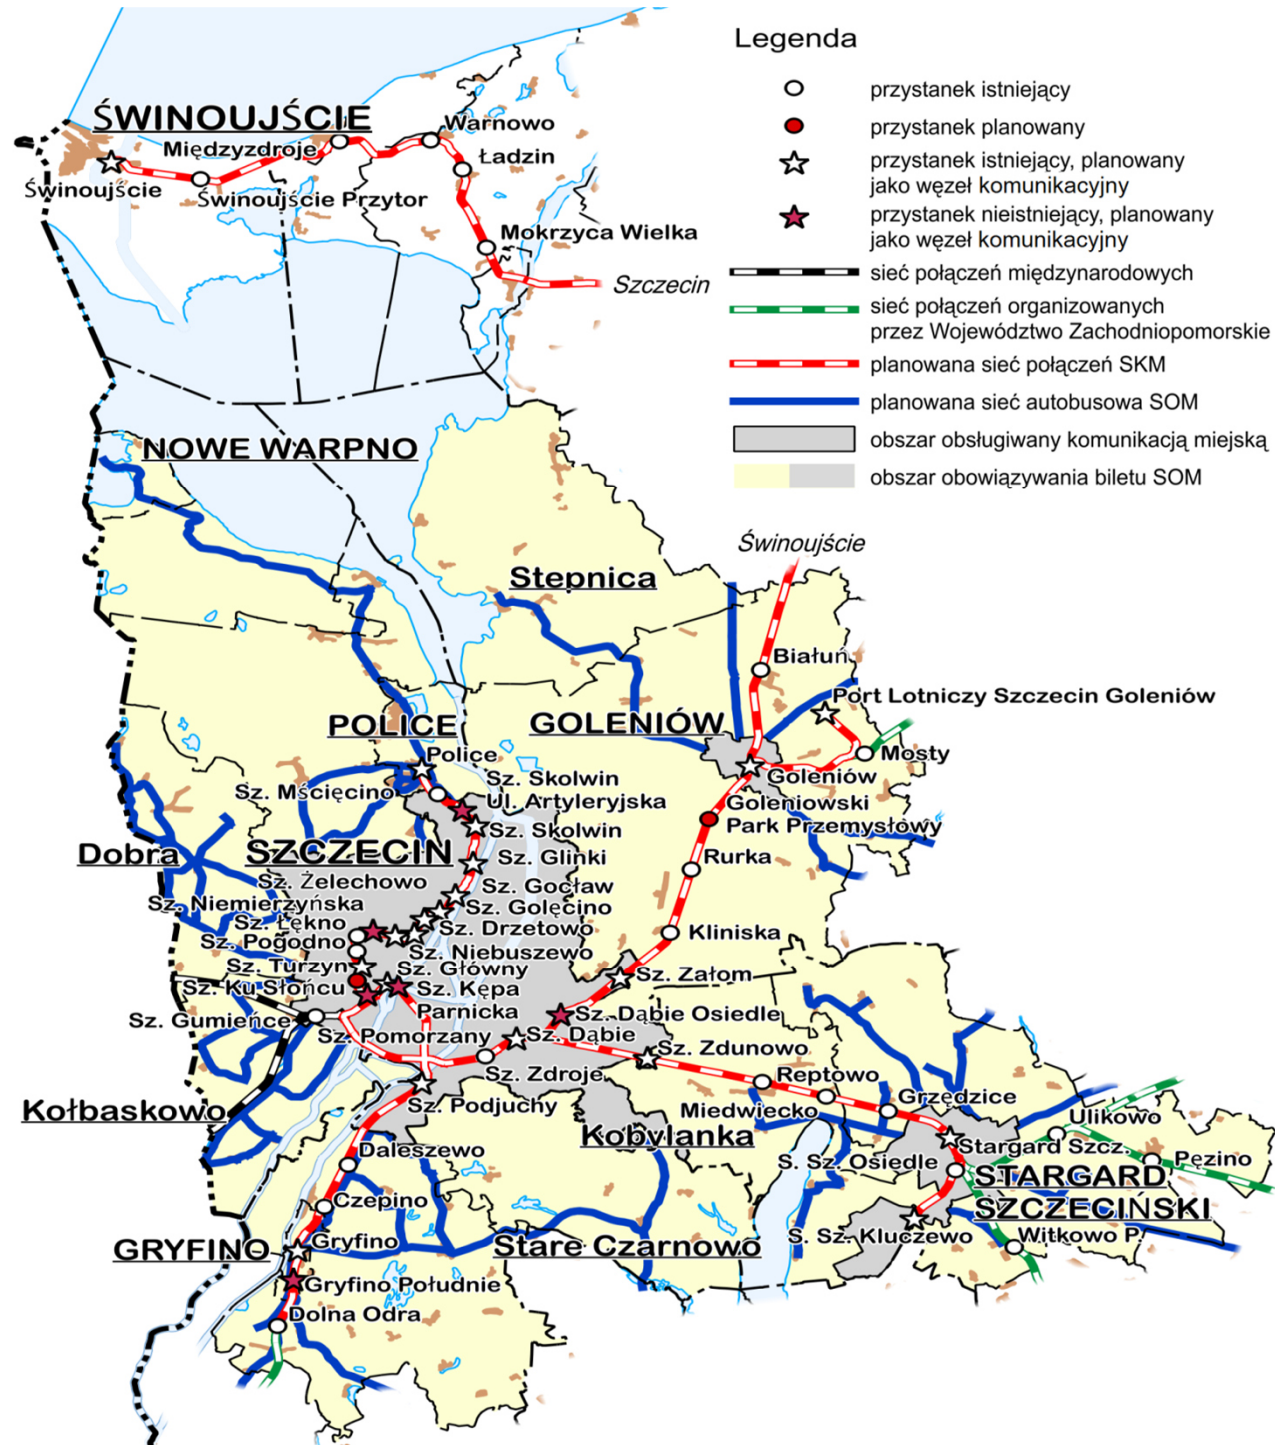 Legenda
przystanek istniejący
przystanek planowany
przystanek istniejący, planowany
jako węzeł komunikacyjny
przystanek nieistniejący, planowany
jako węzeł komunikacyjny
sieć połączeń międzynarodowych
sieć połączeń organizowanych
przez Województwo Zachodniopomorskie
planowana sieć połączeń SKM
planowana sieć autobusowa SOM
obszar obsługiwany komunikacją miejską
obszar obowiązywania biletu SOM
ŚWINOUJŚCIE
Warnowo
Międzyzdroje
Ładzin
Świnoujście
Świnoujście Przytor
Mokrzyca Wielka
Szczecin
NOWE WARPNO
Świnoujście
Stepnica
Białuń
Port Lotniczy Szczecin Goleniów
POLICE
GOLENIÓW
Police
Mosty
Goleniów
Sz. Skolwin
Ul. Artyleryjska
Sz. Mścięcino
Goleniowski
Park Przemysłowy
Sz. Skolwin
Dobra
SZCZECIN
Sz. Glinki
Rurka
Sz. Żelechowo
Sz. Gocław
Sz. Niemierzyńska
Sz. Golęcino
Sz. Łękno
Sz. Drzetowo
Kliniska
Sz. Pogodno
Sz. Niebuszewo
Sz. Turzyn
Sz. Główny
Sz. Załom
Sz. Ku Słońcu
Sz. Kępa
Parnicka
Sz. Dąbie Osiedle
Sz. Gumieńce
Sz. Pomorzany
Sz. Dąbie
Sz. Zdunowo
Sz. Zdroje
Reptowo
Grzędzice
Sz. Podjuchy
Miedwiecko
Kołbaskowo
Kobylanka
Ulikowo
Stargard Szcz.
Daleszewo
S. Sz. Osiedle
Pęzino
STARGARD
SZCZECIŃSKI
Czepino
S. Sz. Kluczewo
Witkowo P.
GRYFINO
Gryfino
Stare Czarnowo
Gryfino Południe
Dolna Odra